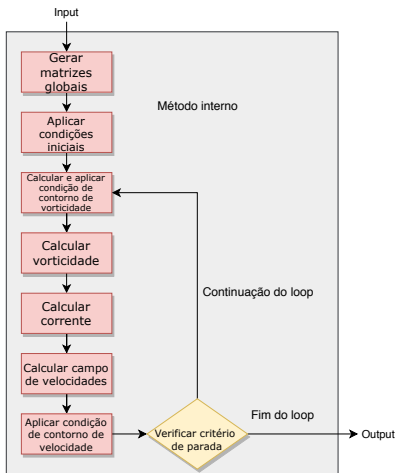 Input
Gerar
matrizes
globais
Método interno
Aplicar
condições
iniciais
Calcular e aplicar
condição de
contorno de
vorticidade
Calcular
vorticidade
Continuação do loop
Calcular
corrente
Calcular campo
de velocidades
Aplicar condição
de contorno de
velocidade
Verificar critério
de parada
Fim do loop
Output